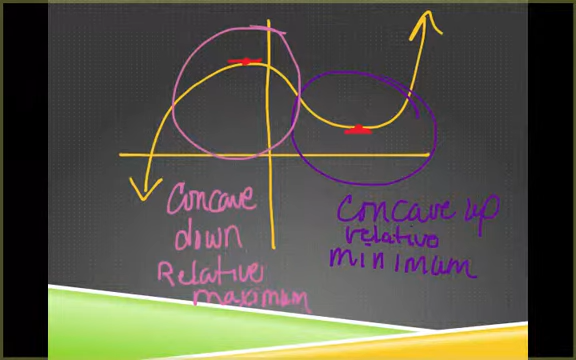 Concave
down
Relative
maximum
Concave up
relative
minimum